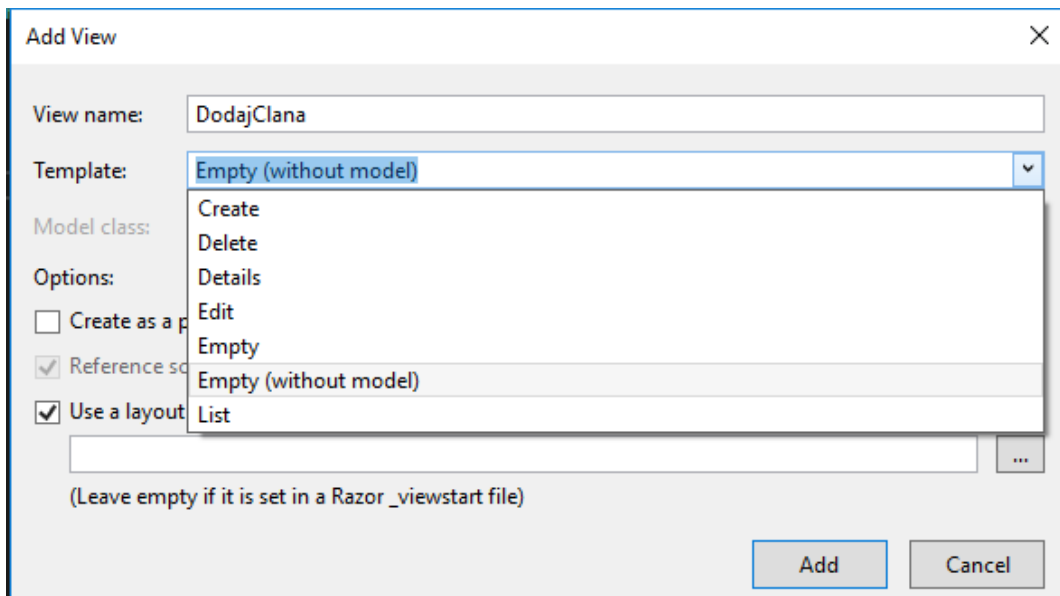 Add View
View name: DodajClana
Template: Empty (without model)
Create
Model class:
Delete
Options:
Details
Edit
Create as a p
Empty
Reference sc
Empty (without model)
Use a layout
List
...
(Leave empty if it is set in a Razor _viewstart file)
Add Cancel